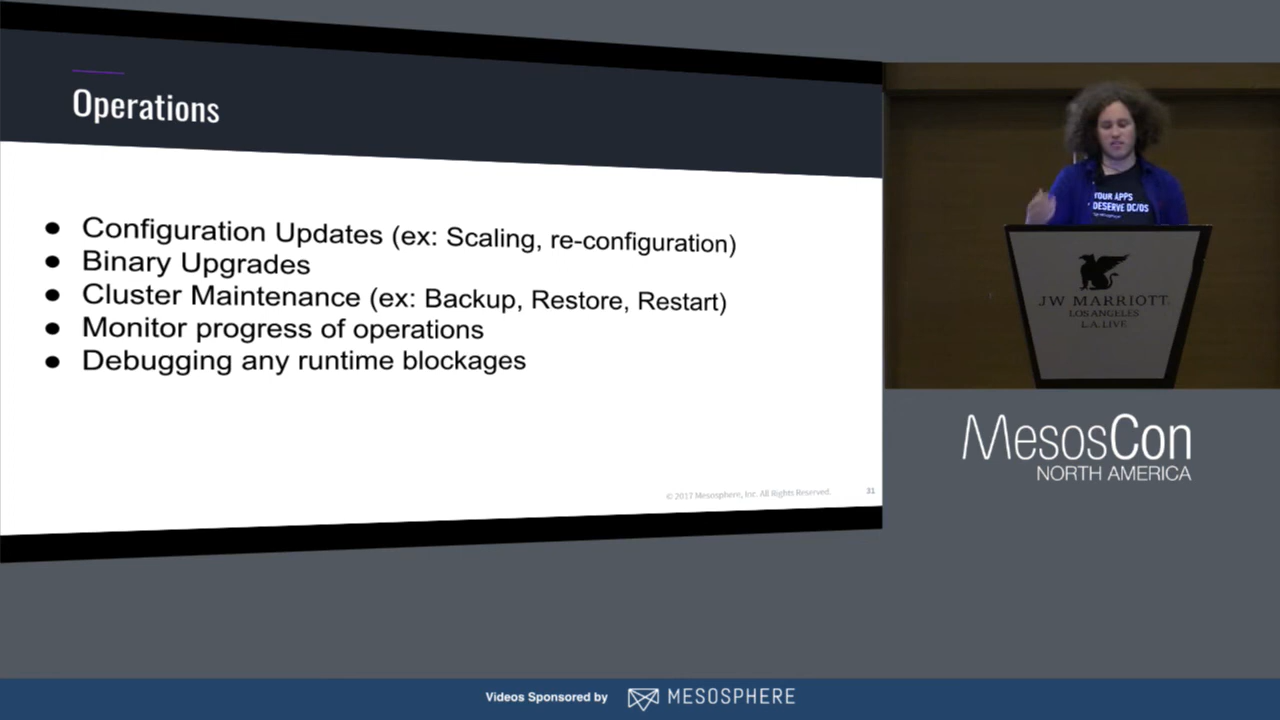 Operations
● Configuration Updates (ex: Scaling, re-configuration)
● Binary Upgrades
● Cluster Maintenance (ex: Backup, Restore, Restart)
● Monitor progress of operations
● Debugging any runtime blockages
© 2017 Mesosphere, Inc. All Rights Reserved.
31
YOUR APPS
DESERVE DC/OS
JW MARRIOTT
LOS ANGELES
L.A. LIVE
MesosCon
NORTH AMERICA
Videos Sponsored by
MESOSPHERE